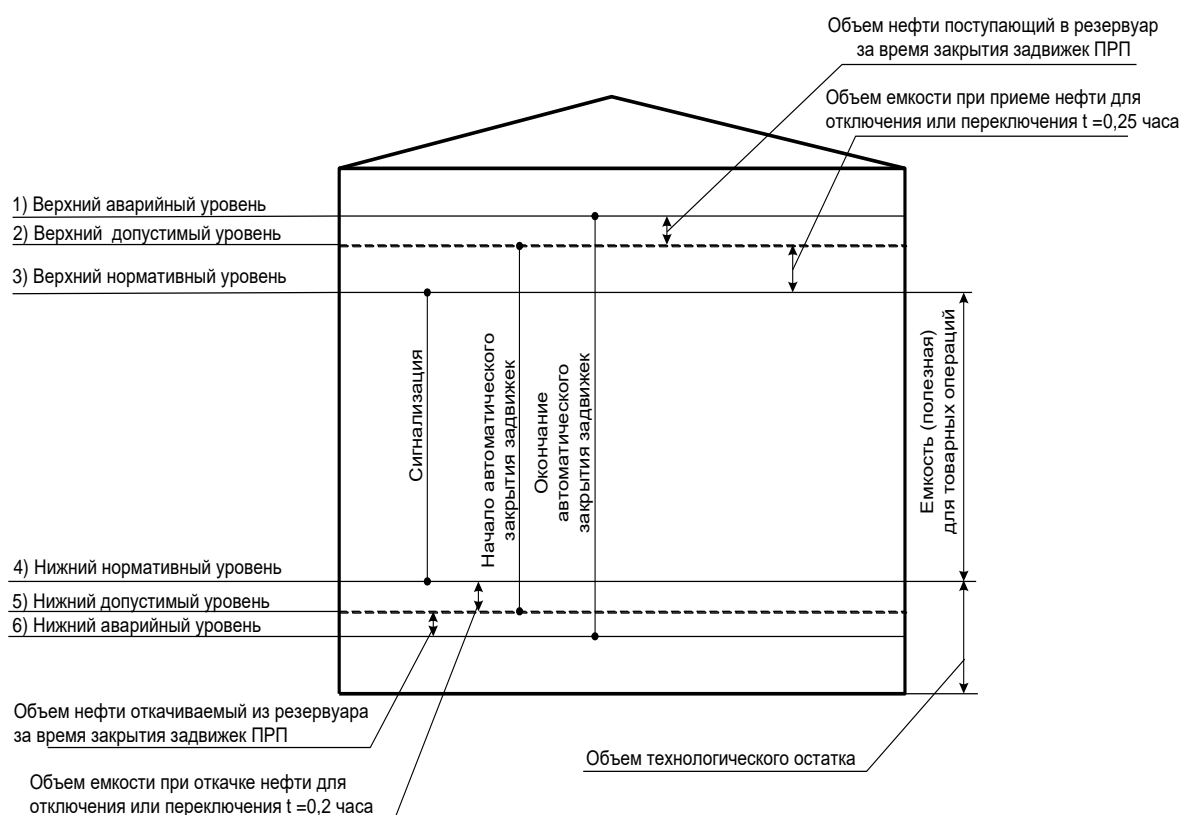 Объем нефти поступающий в резервуар
за время закрытия задвижек ПРП
Объем емкости при приеме нефти для
отключения или переключения t =0,25 часа
1) Верхний аварийный уровень
2) Верхний допустимый уровень
3) Верхний нормативный уровень
Сигнализация
Начало автоматического
закрытия задвижек
Окончание
автоматического
закрытия задвижек
Емкость (полезная)
для товарных операций
4) Нижний нормативный уровень
5) Нижний допустимый уровень
6) Нижний аварийный уровень
Объем нефти откачиваемый из резервуара
за время закрытия задвижек ПРП
Объем технологического остатка
Объем емкости при откачке нефти для
отключения или переключения t =0,2 часа